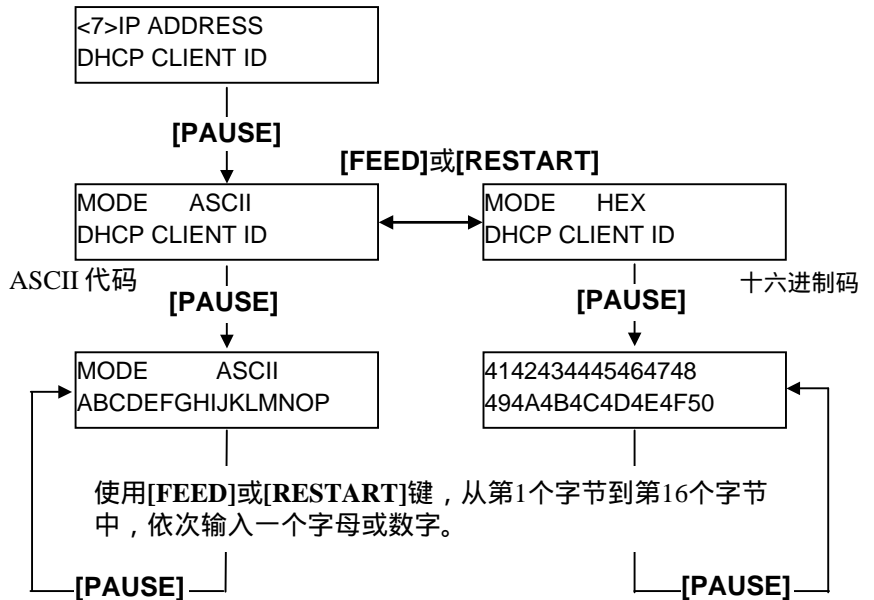 <7>IP ADDRESS
DHCP CLIENT ID
[PAUSE]
[FEED]或[RESTART]
MODE ASCII
DHCP CLIENT ID
MODE HEX
DHCP CLIENT ID
ASCII 代码
[PAUSE]
[PAUSE]
十六进制码
MODE ASCII
ABCDEFGHIJKLMNOP
4142434445464748
494A4B4C4D4E4F50
使用[FEED]或[RESTART]键，从第1个字节到第16个字节
中，依次输入一个字母或数字。
[PAUSE]
[PAUSE]